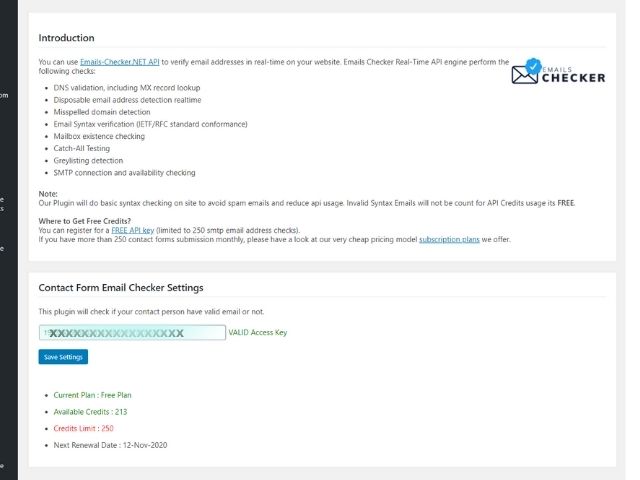 Introduction
You can use Emails-Checker.NET API to verify email addresses in real-time on your website. Emails Checker Real-Time API engine perform the
following checks:
EMAILS
CHECKER
om
• DNS validation, including MX record lookup
• Disposable email address detection realtime
• Misspelled domain detection
• Email Syntax verification (IETF/RFC standard conformance)
• Mailbox existence checking
• Catch-All Testing
• Greylisting detection
• SMTP connection and availability checking
Note:
e
Our Plugin will do basic syntax checking on site to avoid spam emails and reduce api usage. Invalid Syntax Emails will not be count for API Credits usage its FREE.
s
Where to Get Free Credits?
You can register for a FREE API key (limited to 250 smtp email address checks).
If you have more than 250 contact forms submission monthly, please have a look at our very cheap pricing model subscription plans we offer.
e
Contact Form Email Checker Settings
This plugin will check if your contact person have valid email or not.
XXXXXXXXXXXXXXXXX VALID Access Key
Save Settings
• Current Plan : Free Plan
• Available Credits : 213
• Credits Limit : 250
• Next Renewal Date : 12-Nov-2020
e